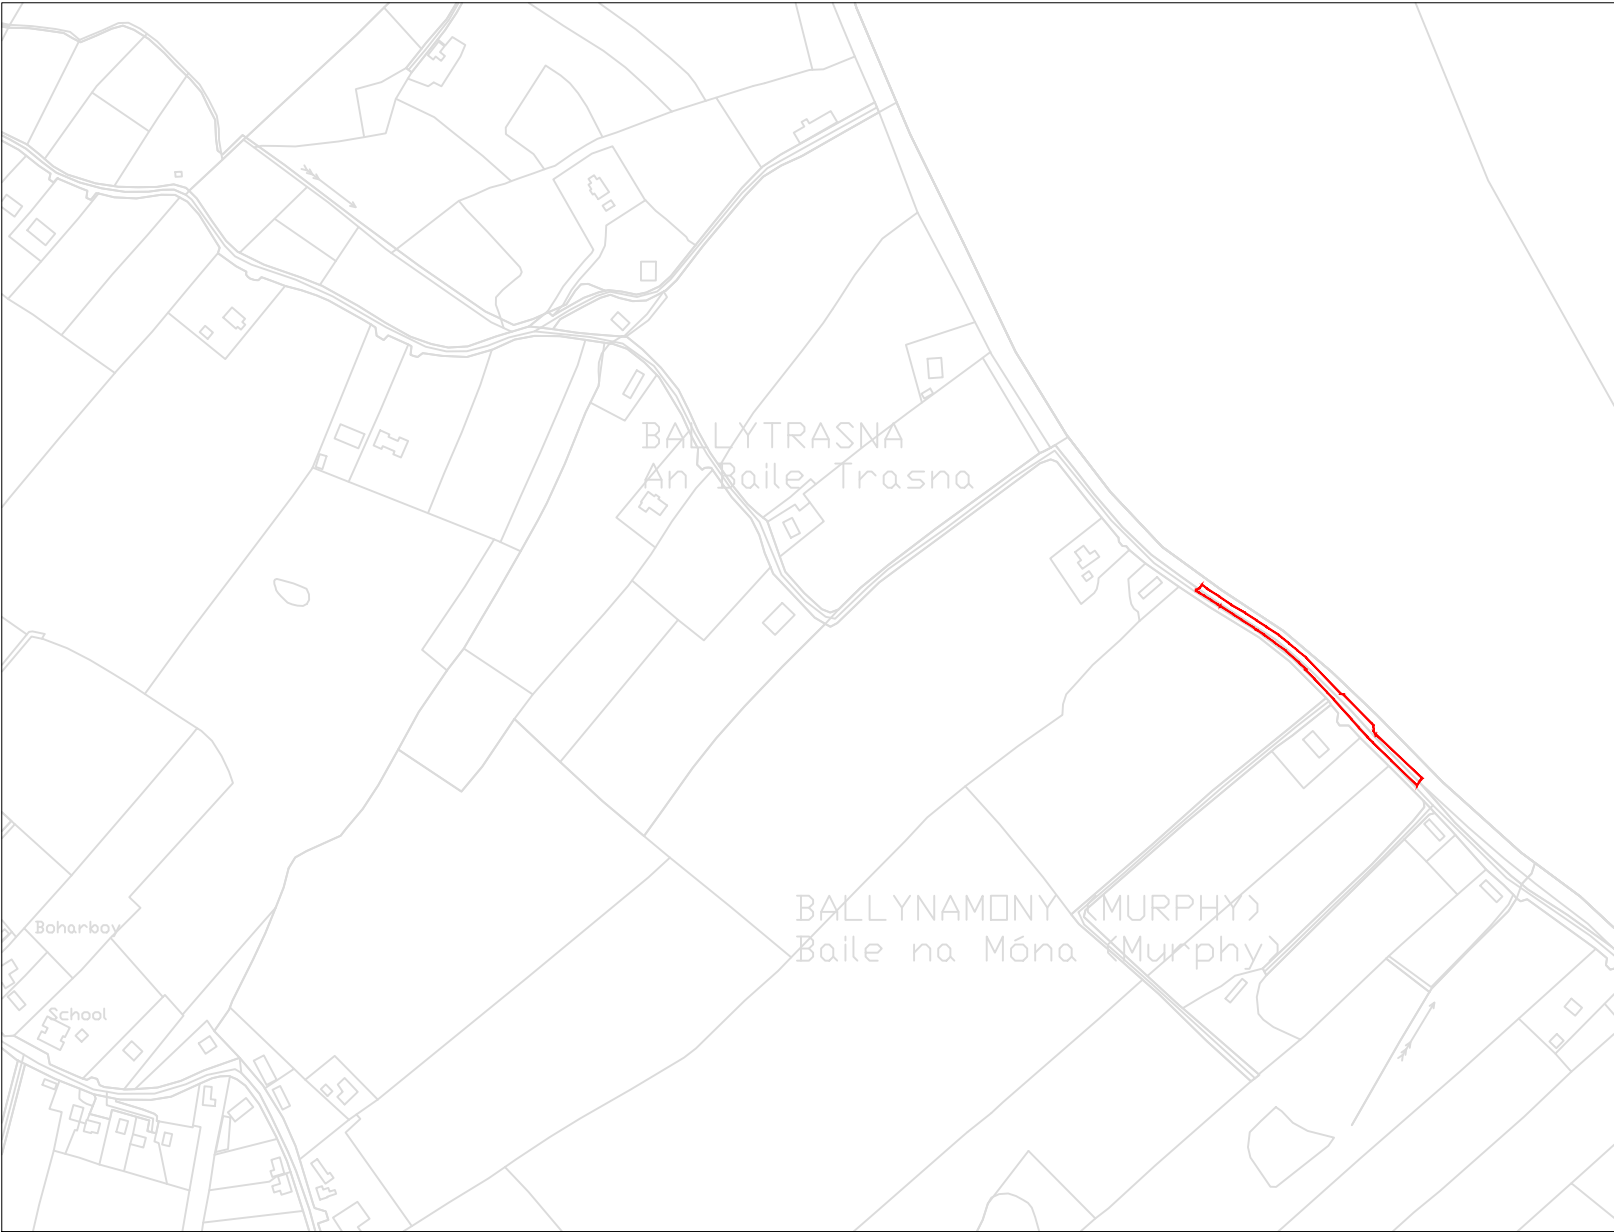 BALLYTRASNA
An Baile Trasna
BALLYNAMONY (MURPHY)
Baile na Móna (Murphy)
Boharboy
School